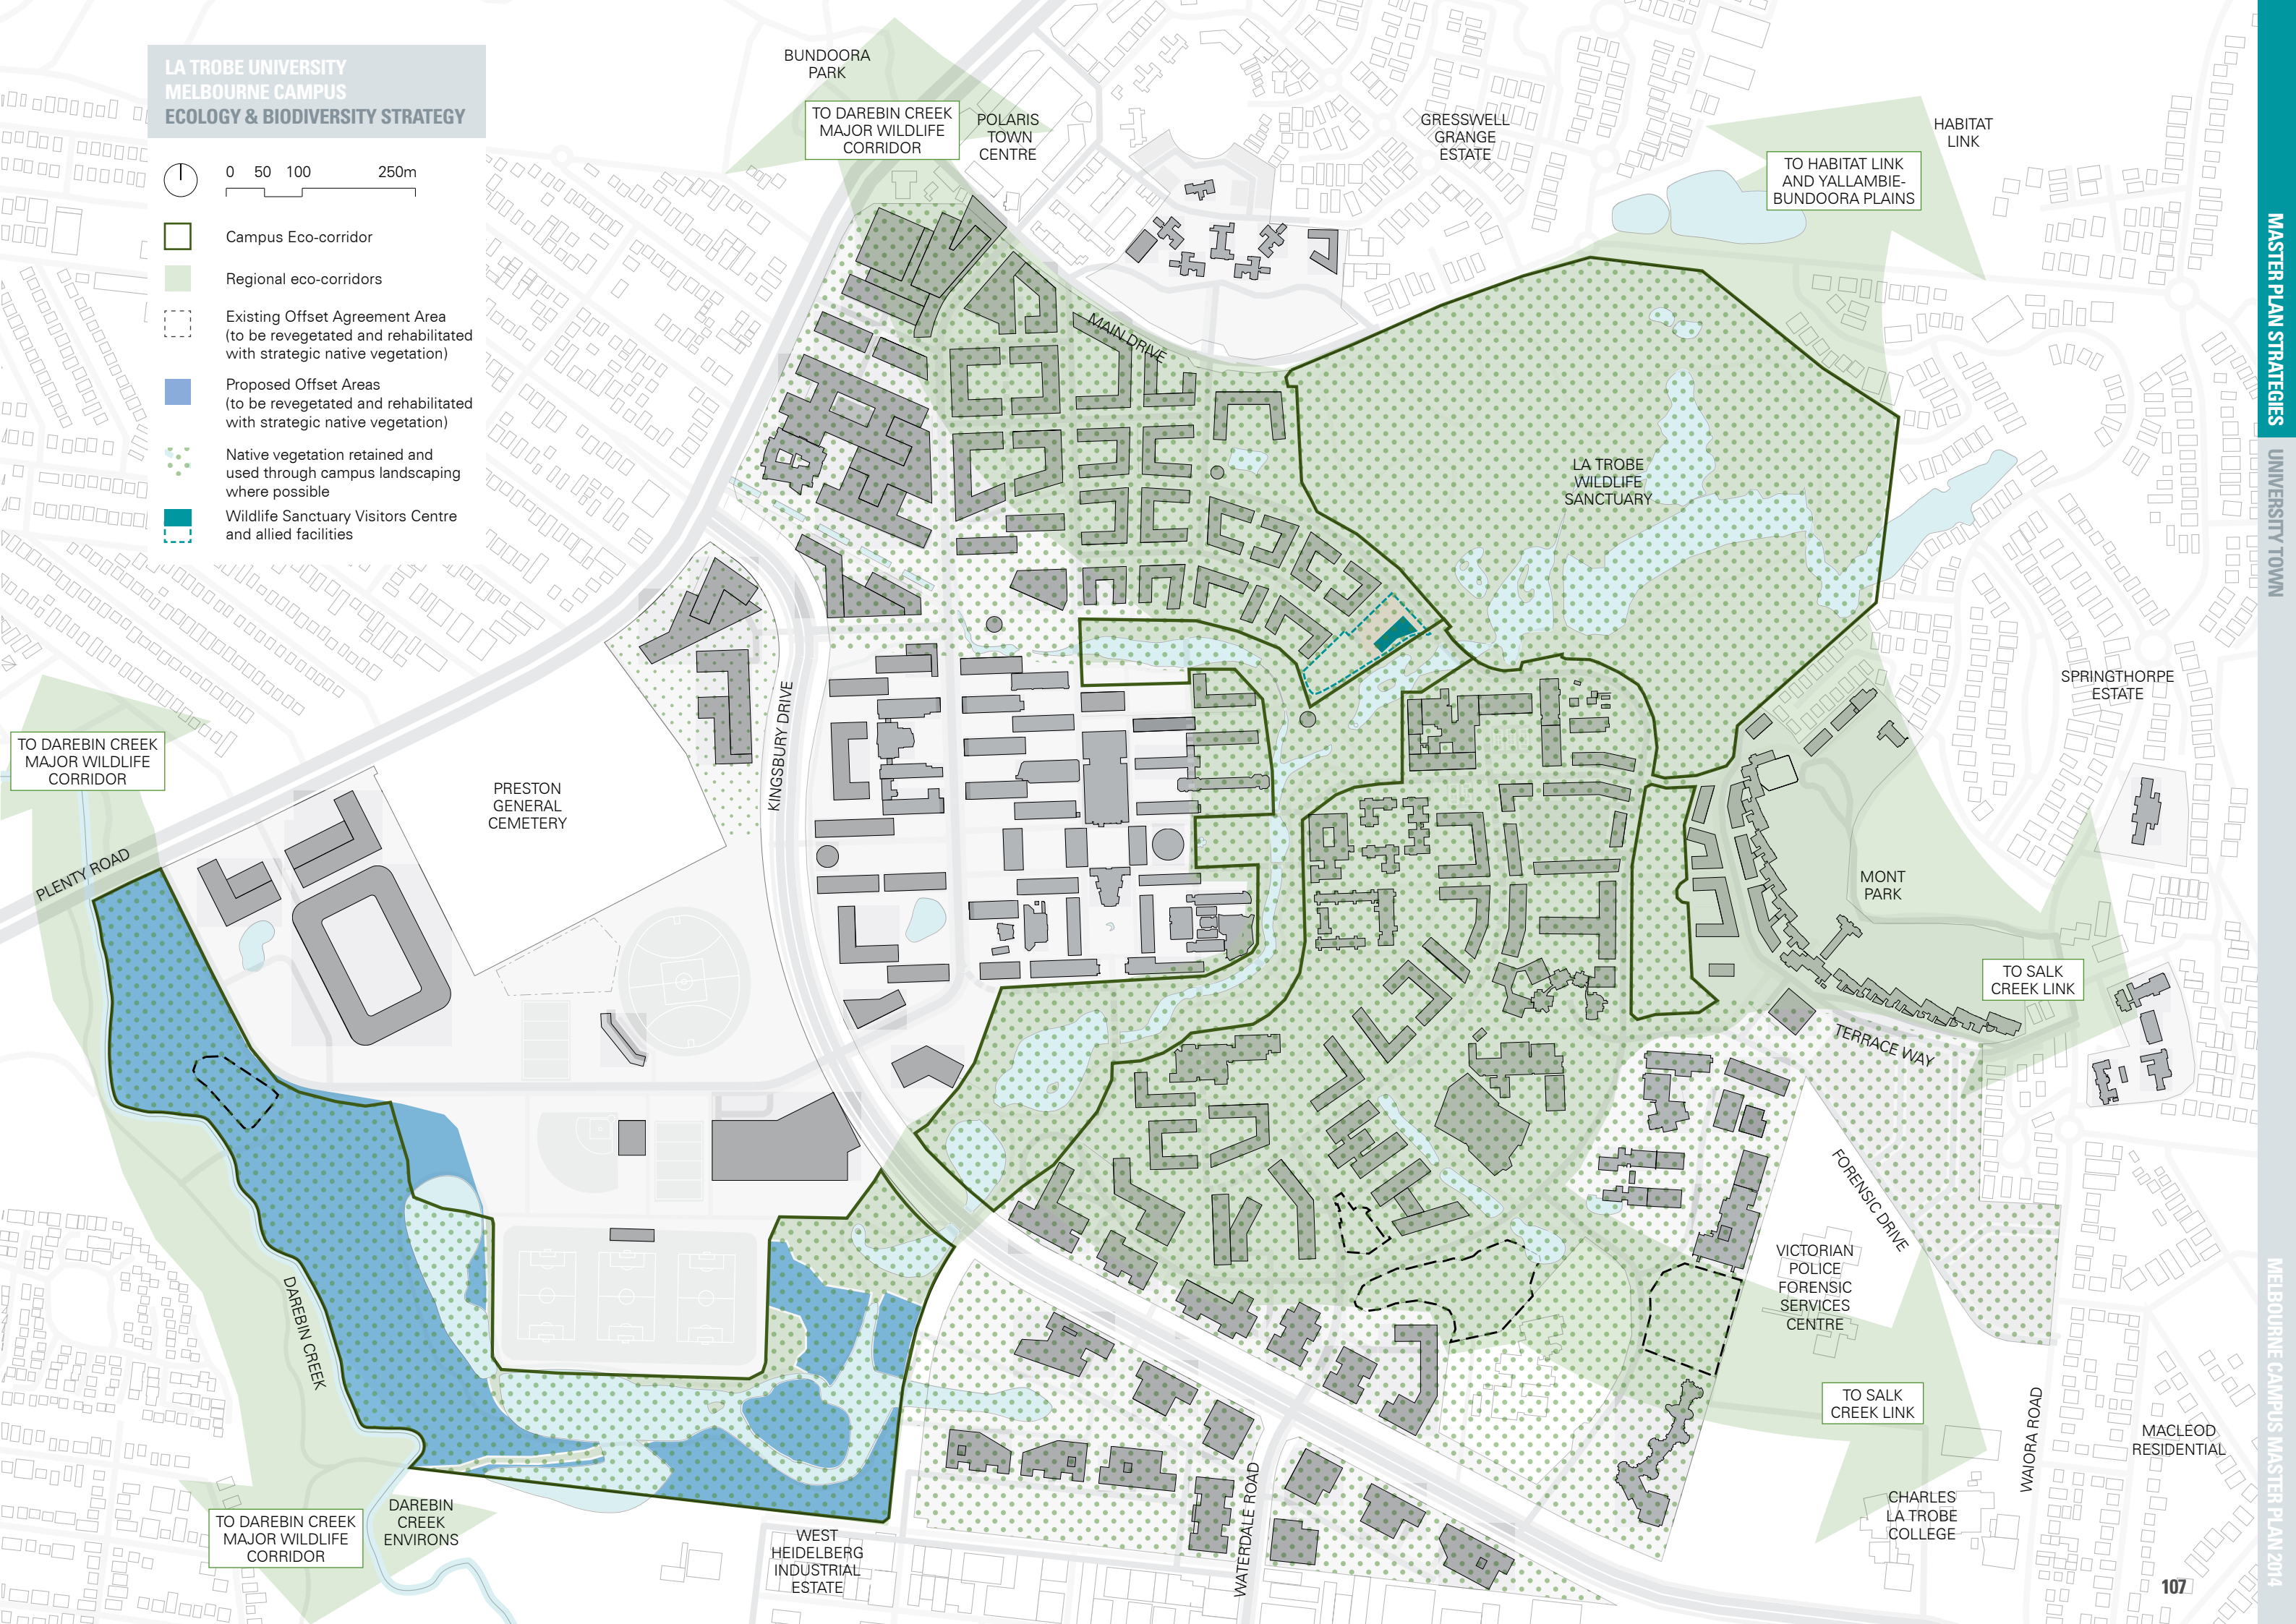 LA TROBE UNIVERSITY
MELBOURNE CAMPUS
ECOLOGY & BIODIVERSITY STRATEGY
0 50 100 250m
Campus Eco-corridor
Regional eco-corridors
Existing Offset Agreement Area
(to be revegetated and rehabilitated
with strategic native vegetation)
Proposed Offset Areas
(to be revegetated and rehabilitated
with strategic native vegetation)
Native vegetation retained and
used through campus landscaping
where possible
Wildlife Sanctuary Visitors Centre
and allied facilities
BUNDOORA
PARK
TO DAREBIN CREEK
MAJOR WILDLIFE
CORRIDOR
POLARIS
TOWN
CENTRE
GRESSWELL
GRANGE
ESTATE
HABITAT
LINK
TO HABITAT LINK
AND YALLAMBIE-
BUNDOORA PLAINS
MAIN DRIVE
LA TROBE
WILDLIFE
SANCTUARY
SPRINGTHORPE
ESTATE
KINGSBURY DRIVE
TO DAREBIN CREEK
MAJOR WILDLIFE
CORRIDOR
PRESTON
GENERAL
CEMETERY
PLENTY ROAD
MONT
PARK
TO SALK
CREEK LINK
TERRACE WAY
FORENSIC DRIVE
VICTORIAN
POLICE
FORENSIC
SERVICES
CENTRE
DAREBIN CREEK
TO SALK
CREEK LINK
WAIORA ROAD
MACLEOD
RESIDENTIAL
CHARLES
LA TROBE
COLLEGE
TO DAREBIN CREEK
MAJOR WILDLIFE
CORRIDOR
DAREBIN
CREEK
ENVIRONS
WEST
HEIDELBERG
INDUSTRIAL
ESTATE
WATERDALE ROAD
MASTER PLAN STRATEGIES
UNIVERSITY TOWN
MELBOURNE CAMPUS MASTER PLAN 2014
107